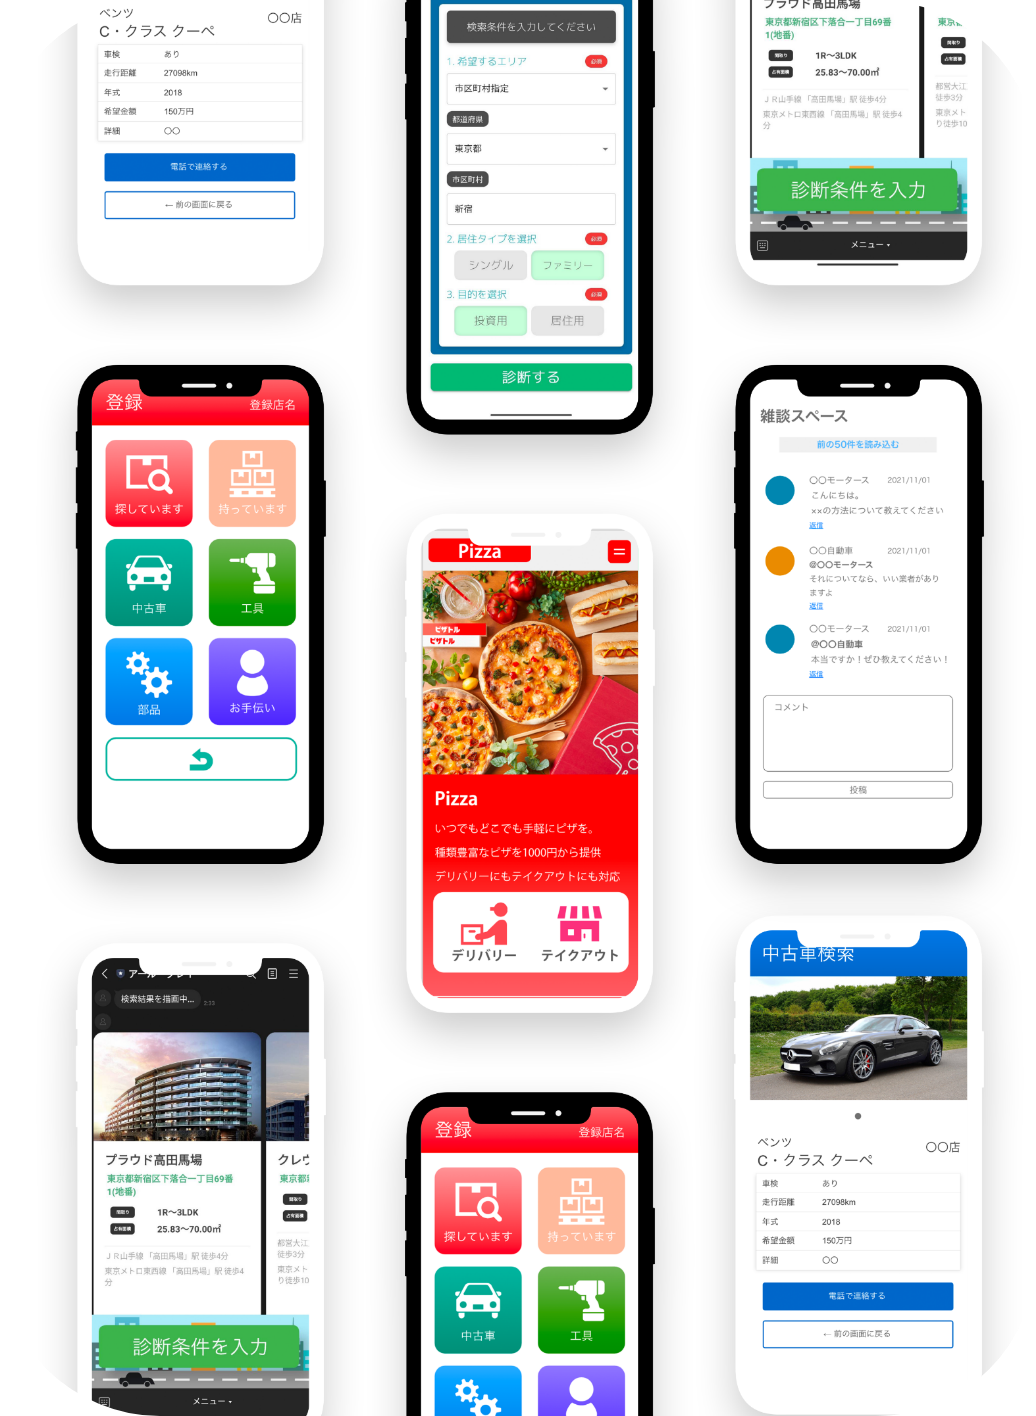 ベンツ
C・クラス クーペ
〇〇店
車検 あり
走行距離 27098km
年式 2018
希望金額 150万円
詳細 〇〇
電話で連絡する
← 前の画面に戻る
登録
登録店名
探しています
持っています
中古車
工具
部品
お手伝い
検索結果を描画中...
2:23
プラウド高田馬場
東京都新宿区下落合一丁目69番
1(地番)
間取り 1R〜3LDK
占有面積 25.83〜70.00㎡
ＪＲ山手線 「高田馬場」駅 徒歩4分
東京メトロ東西線 「高田馬場」駅 徒歩4
分
クレヴ
東京都
間取り
占有面積
都営大江
徒歩3分
東京メト
り徒歩10
診断条件を入力
メニュー
検索条件を入力してください
1. 希望するエリア
必須
市区町村指定
都道府県
東京都
市区町村
新宿
2. 居住タイプを選択
必須
シングル
ファミリー
3. 目的を選択
必須
投資用
居住用
診断する
Pizza
ピザトル
ピザトル
Pizza
いつでもどこでも手軽にピザを。
種類豊富なピザを1000円から提供
デリバリーにもテイクアウトにも対応
デリバリー
テイクアウト
登録
登録店名
探しています
持っています
中古車
工具
プラウド高田馬場
東京都新宿区下落合一丁目69番
1(地番)
間取り 1R〜3LDK
占有面積 25.83〜70.00㎡
ＪＲ山手線 「高田馬場」駅 徒歩4分
東京メトロ東西線 「高田馬場」駅 徒歩4
分
東京
間取り
占有面積
都営大江
徒歩3分
東京メト
り徒歩10
診断条件を入力
メニュー
雑談スペース
前の50件を読み込む
〇〇モータース 2021/11/01
こんにちは。
××の方法について教えてください
返信
〇〇自動車 2021/11/01
@〇〇モータース
それについてなら、いい業者があり
ますよ
返信
〇〇モータース 2021/11/01
@〇〇自動車
本当ですか！ぜひ教えてください！
返信
コメント
投稿
中古車検索
ベンツ
C・クラス クーペ
〇〇店
車検 あり
走行距離 27098km
年式 2018
希望金額 150万円
詳細 〇〇
電話で連絡する
← 前の画面に戻る